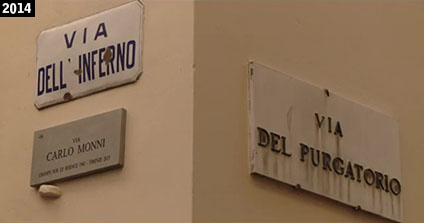 2014
VIA
DELL'INFERNO
VIA
CARLO MONNI
VIA
DEL PURGATORIO